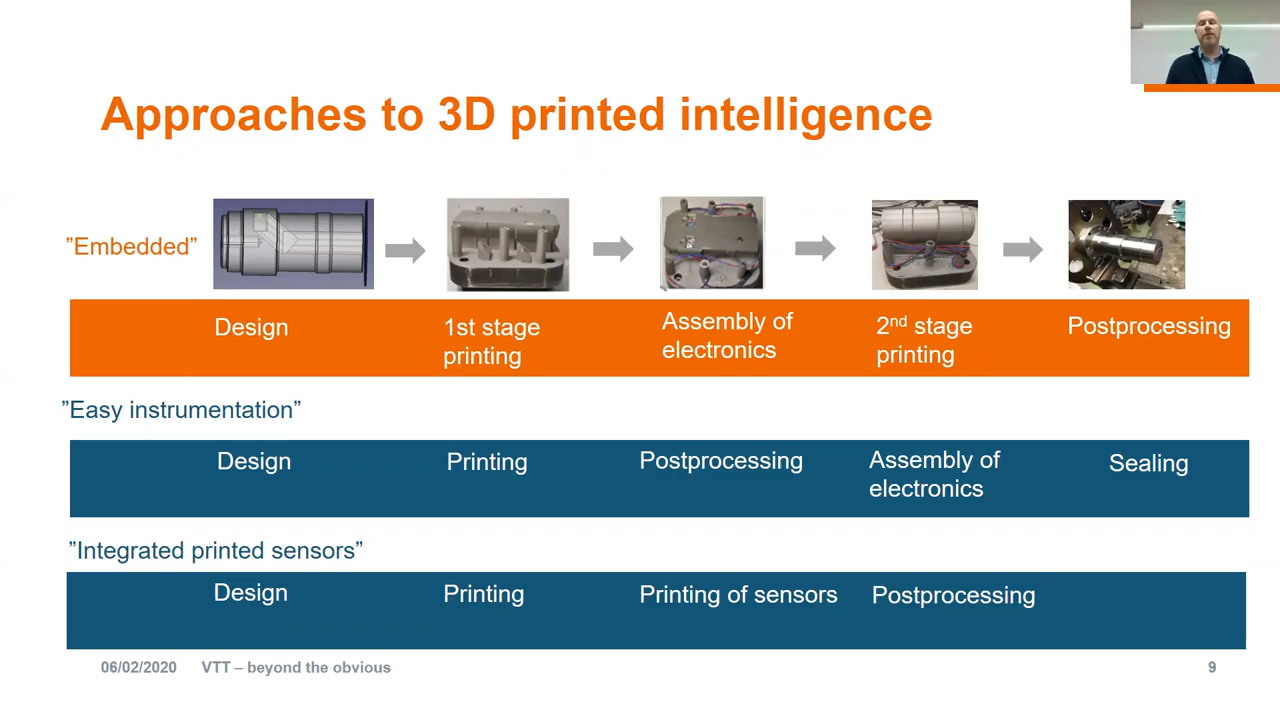 Approaches to 3D printed intelligence
”Embedded”
Design
1st stage
printing
Assembly of
electronics
2nd stage
printing
Postprocessing
”Easy instrumentation”
Design
Printing
Postprocessing
Assembly of
electronics
Sealing
”Integrated printed sensors”
Design
Printing
Printing of sensors
Postprocessing
06/02/2020 VTT – beyond the obvious 9